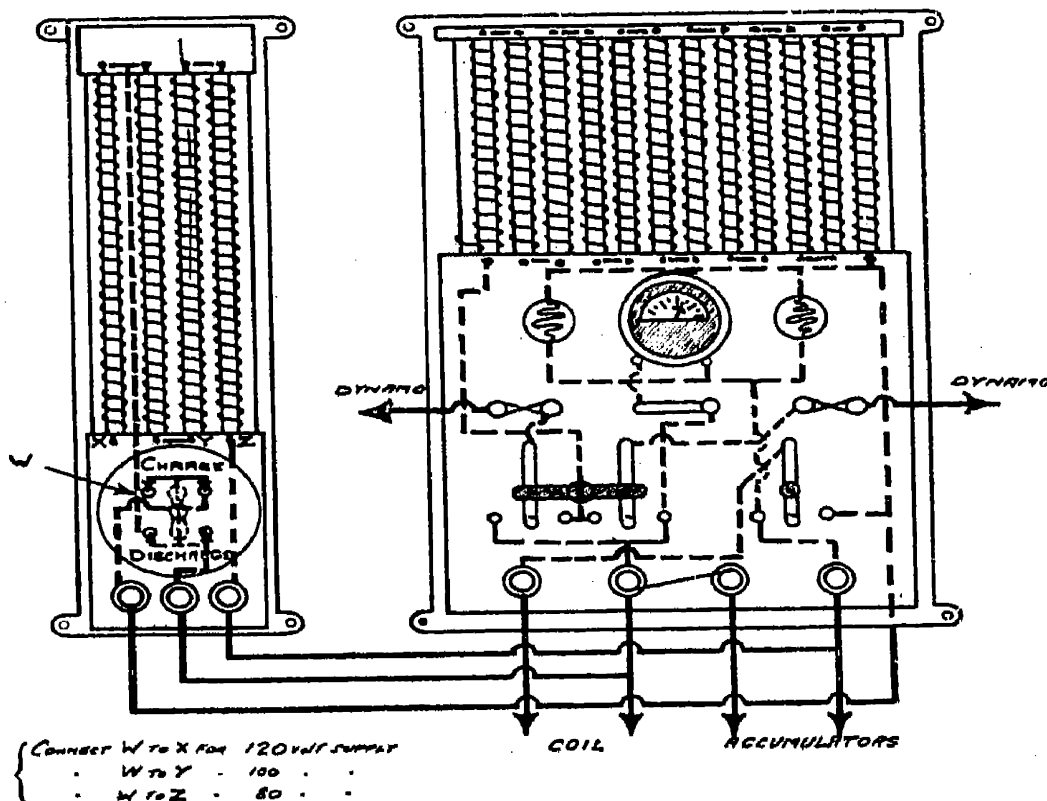 X Y Z
W
CHARGE
DISCHARGE
DYNAMO
DYNAMO
COIL
ACCUMULATORS
CONNECT W TO X FOR 120 VOLT SUPPLY
" W TO Y " 100 " "
" W TO Z " 80 " "